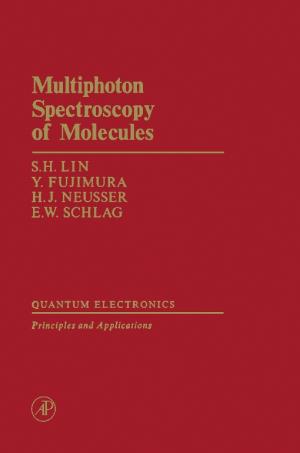 Multiphoton
Spectroscopy
of Molecules
S.H. LIN
Y. FUJIMURA
H.J. NEUSSER
E.W. SCHLAG
QUANTUM ELECTRONICS
Principles and Applications
AP